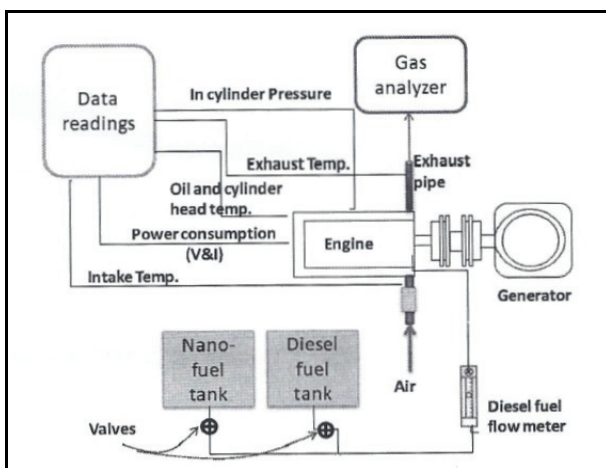 Data
readings
Gas
analyzer
In cylinder Pressure
Exhaust Temp.
Exhaust
pipe
Oil and cylinder
head temp.
Power consumption
(V&I)
Engine
Intake Temp.
Generator
Nano-
fuel
tank
Diesel
fuel
tank
Air
Valves
Diesel fuel
flow meter